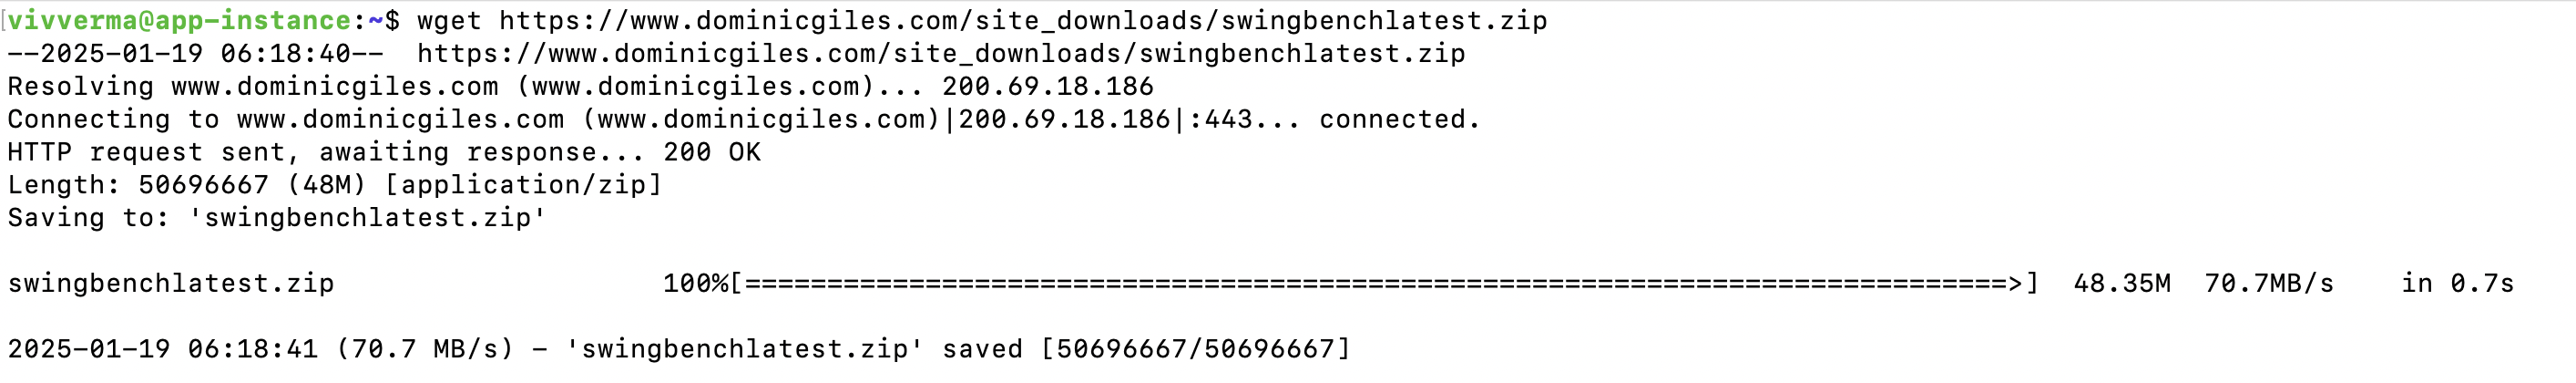 vivverma@app-instance:~$ wget https://www.dominicgiles.com/site_downloads/swingbenchlatest.zip
--2025-01-19 06:18:40--  https://www.dominicgiles.com/site_downloads/swingbenchlatest.zip
Resolving www.dominicgiles.com (www.dominicgiles.com)... 200.69.18.186
Connecting to www.dominicgiles.com (www.dominicgiles.com)|200.69.18.186|:443... connected.
HTTP request sent, awaiting response... 200 OK
Length: 50696667 (48M) [application/zip]
Saving to: 'swingbenchlatest.zip'
swingbenchlatest.zip                    100%[=============================================================================>]  48.35M  70.7MB/s    in 0.7s
2025-01-19 06:18:41 (70.7 MB/s) - 'swingbenchlatest.zip' saved [50696667/50696667]